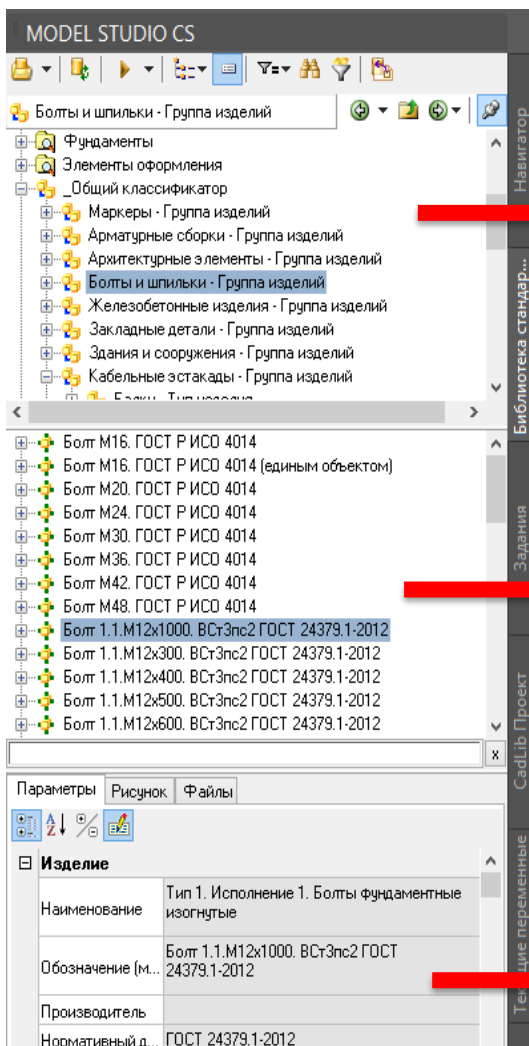 MODEL STUDIO CS
Болты и шпильки - Группа изделий
Фундаменты
Элементы оформления
_Общий классификатор
Маркеры - Группа изделий
Арматурные сборки - Группа изделий
Архитектурные элементы - Группа изделий
Болты и шпильки - Группа изделий
Железобетонные изделия - Группа изделий
Закладные детали - Группа изделий
Здания и сооружения - Группа изделий
Кабельные эстакады - Группа изделий
Болт М16. ГОСТ Р ИСО 4014
Болт М16. ГОСТ Р ИСО 4014 (единым объектом)
Болт М20. ГОСТ Р ИСО 4014
Болт М24. ГОСТ Р ИСО 4014
Болт М30. ГОСТ Р ИСО 4014
Болт М36. ГОСТ Р ИСО 4014
Болт М42. ГОСТ Р ИСО 4014
Болт М48. ГОСТ Р ИСО 4014
Болт 1.1.М12х1000. ВСт3пс2 ГОСТ 24379.1-2012
Болт 1.1.М12х300. ВСт3пс2 ГОСТ 24379.1-2012
Болт 1.1.М12х400. ВСт3пс2 ГОСТ 24379.1-2012
Болт 1.1.М12х500. ВСт3пс2 ГОСТ 24379.1-2012
Болт 1.1.М12х600. ВСт3пс2 ГОСТ 24379.1-2012
x
Параметры Рисунок Файлы
Изделие
Наименование Тип 1. Исполнение 1. Болты фундаментные
изогнутые
Обозначение (м... Болт 1.1.М12х1000. ВСт3пс2 ГОСТ
24379.1-2012
Производитель
Нормативный д... ГОСТ 24379.1-2012
Навигатор
Библиотека стандар...
Задания
CadLib Проект
переменные